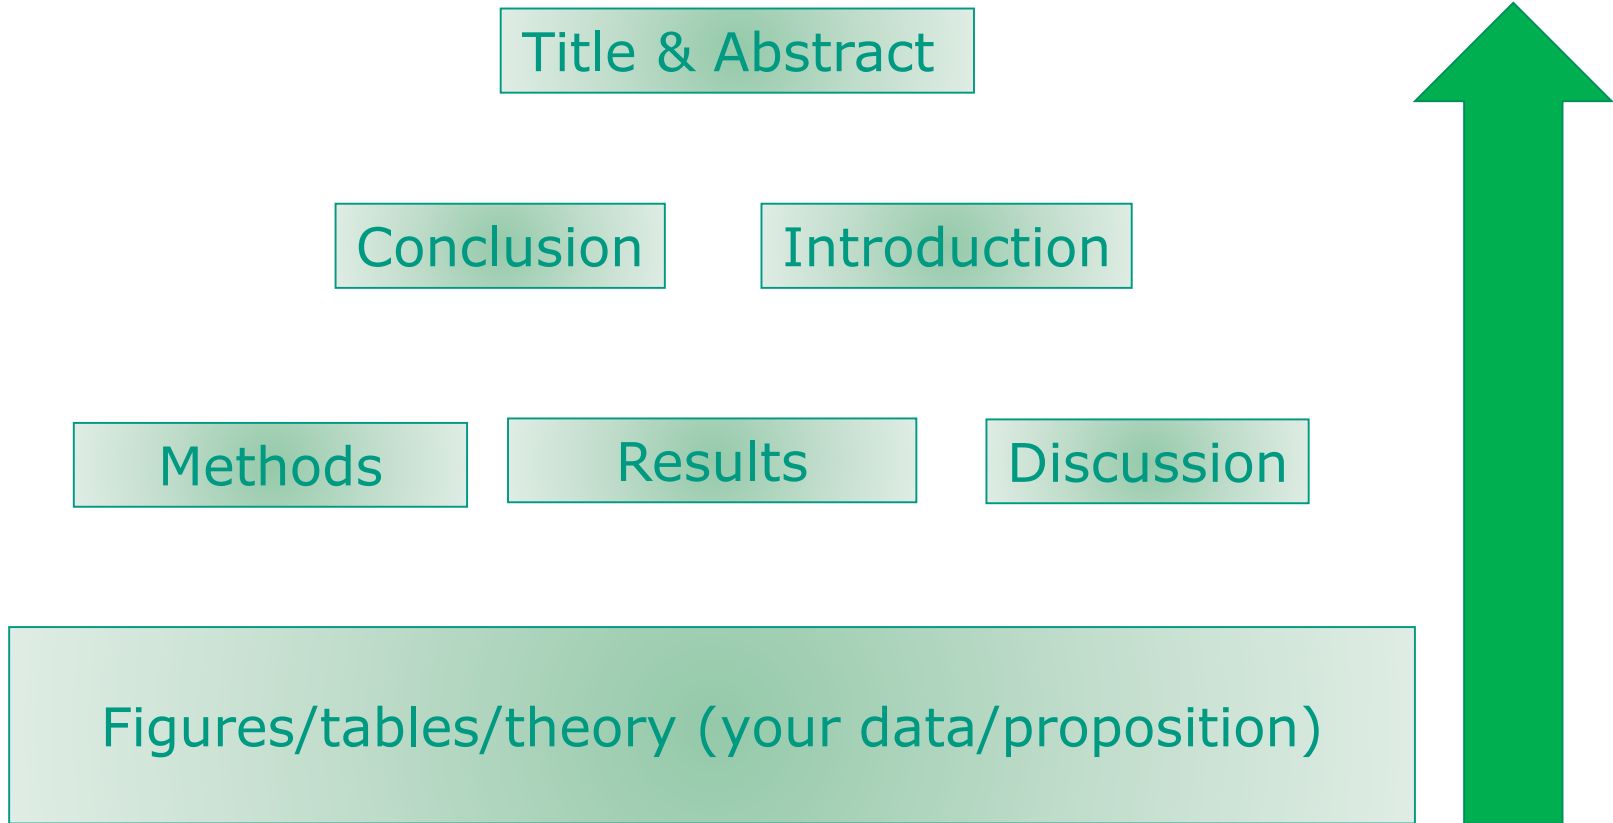 Title & Abstract
Conclusion
Introduction
Methods
Results
Discussion
Figures/tables/theory (your data/proposition)